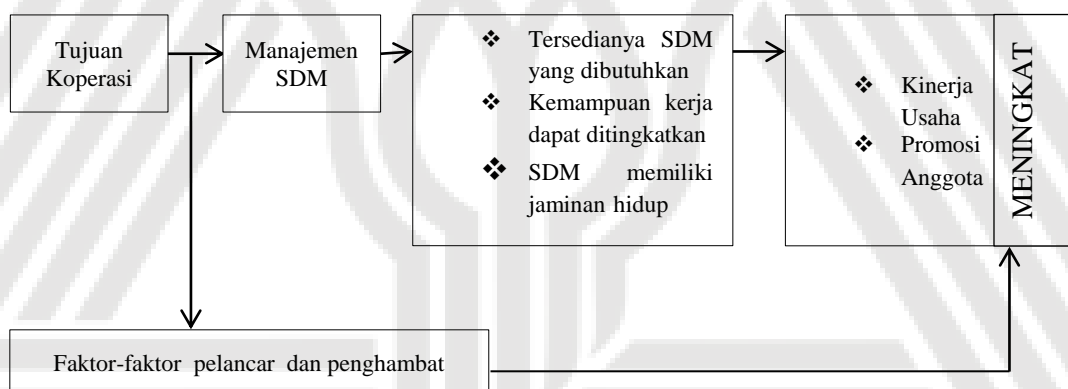 Tujuan
Koperasi
Manajemen
SDM
❖ Tersedianya SDM
yang dibutuhkan
❖ Kemampuan kerja
dapat ditingkatkan
❖ SDM memiliki
jaminan hidup
❖ Kinerja
Usaha
❖ Promosi
Anggota
MENINGKAT
Faktor-faktor pelancar dan penghambat